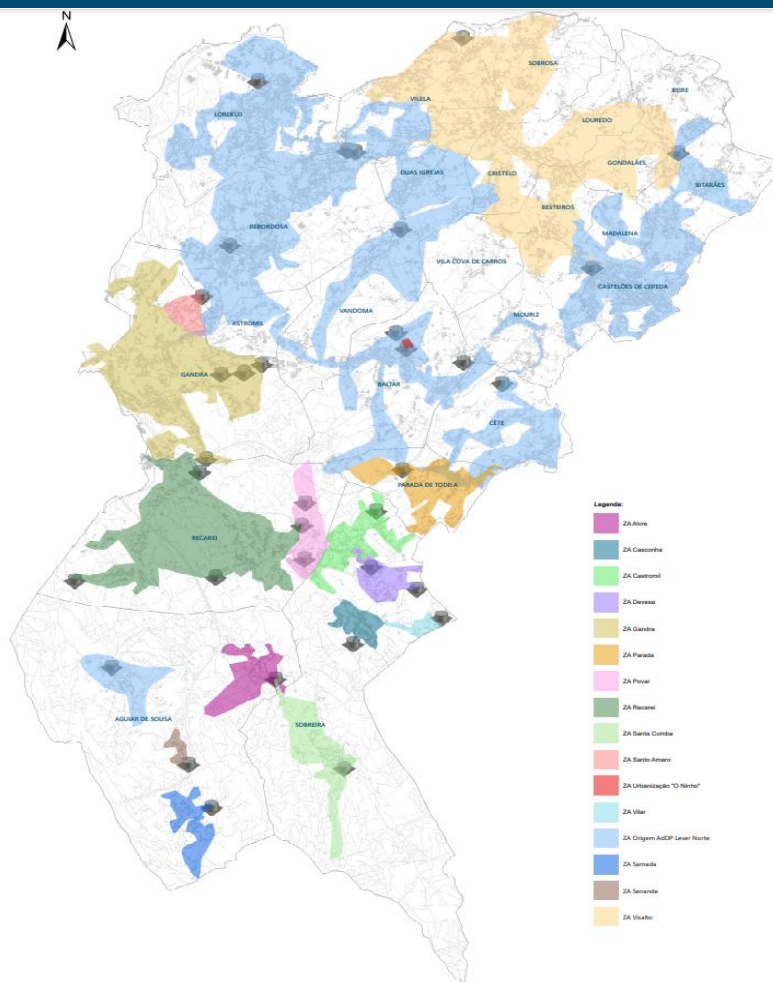 N
SOBROSA
BEIRE
VILELA
LORDELO
LOUREDO
GONDALÃES
DUAS IGREJAS
CRISTELO
BITARÃES
BESTEIROS
REBORDOSA
MADALENA
VILA COVA DE CARROS
CASTELÕES DE CEPEDA
VANDOMA
MOURIZ
ASTROMIL
GANDRA
BALTAR
CÊTE
PARADA DE TODEIA
RECAREI
AGUIAR DE SOUSA
SOBREIRA
Legenda:
ZA Alvre
ZA Casconha
ZA Castromil
ZA Devesa
ZA Gandra
ZA Parada
ZA Povar
ZA Recarei
ZA Santa Comba
ZA Santo Amaro
ZA Urbanização "O Ninho"
ZA Vilar
ZA Origem AdDP Lever Norte
ZA Sarnada
ZA Senande
ZA Visalto